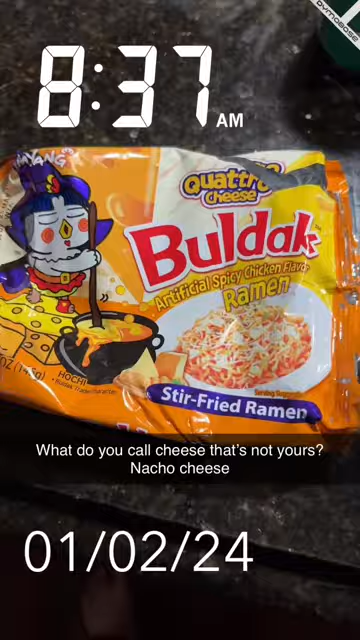 8:37 AM
Quattro
Cheese
Buldak
Artificial Spicy Chicken Flavor
Ramen
HOCHI
Stir-Fried Ramen
What do you call cheese that's not yours?
Nacho cheese
01/02/24